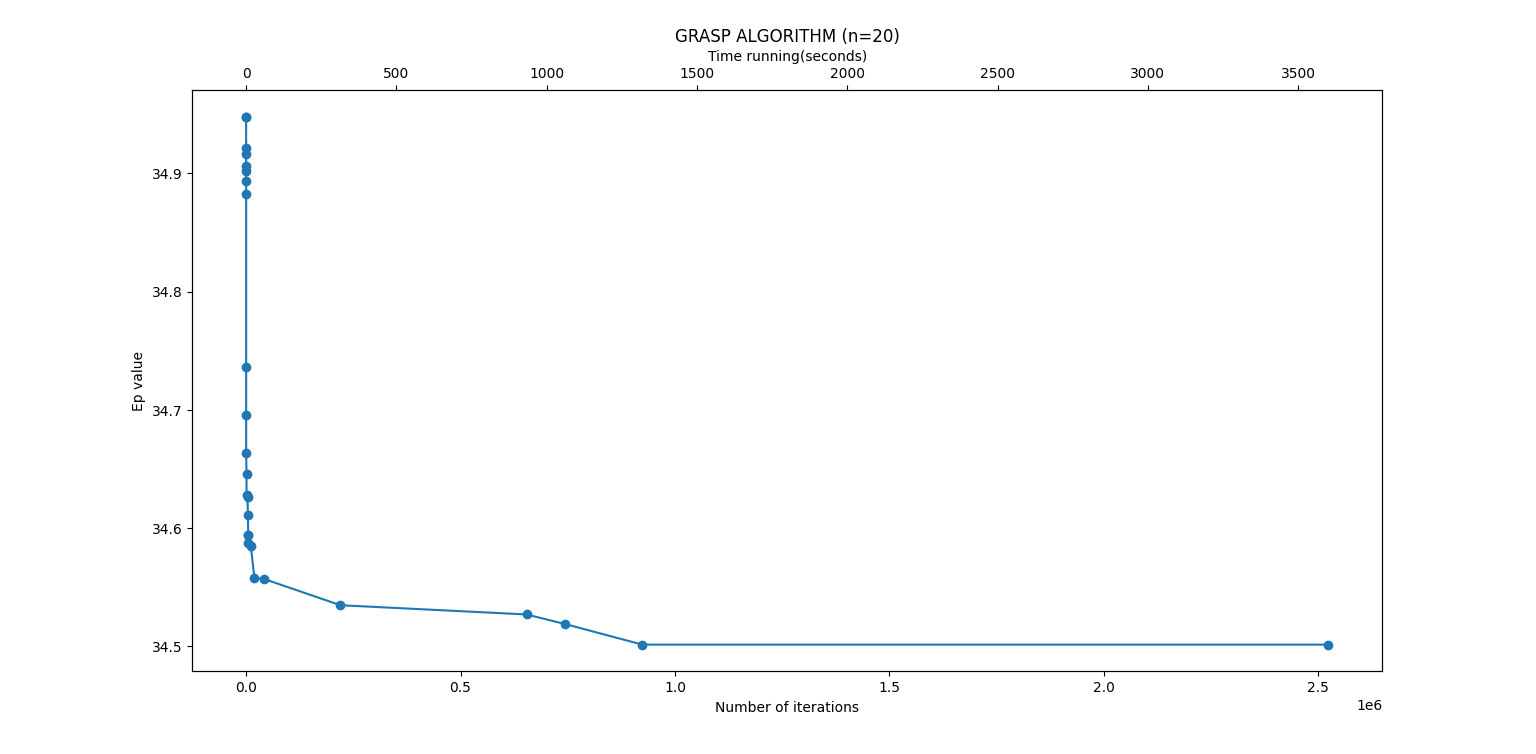 GRASP ALGORITHM (n=20)
Time running(seconds)
0 500 1000 1500 2000 2500 3000 3500
34.9
34.8
34.7
34.6
34.5
Ep value
0.0 0.5 1.0 1.5 2.0 2.5
1e6
Number of iterations